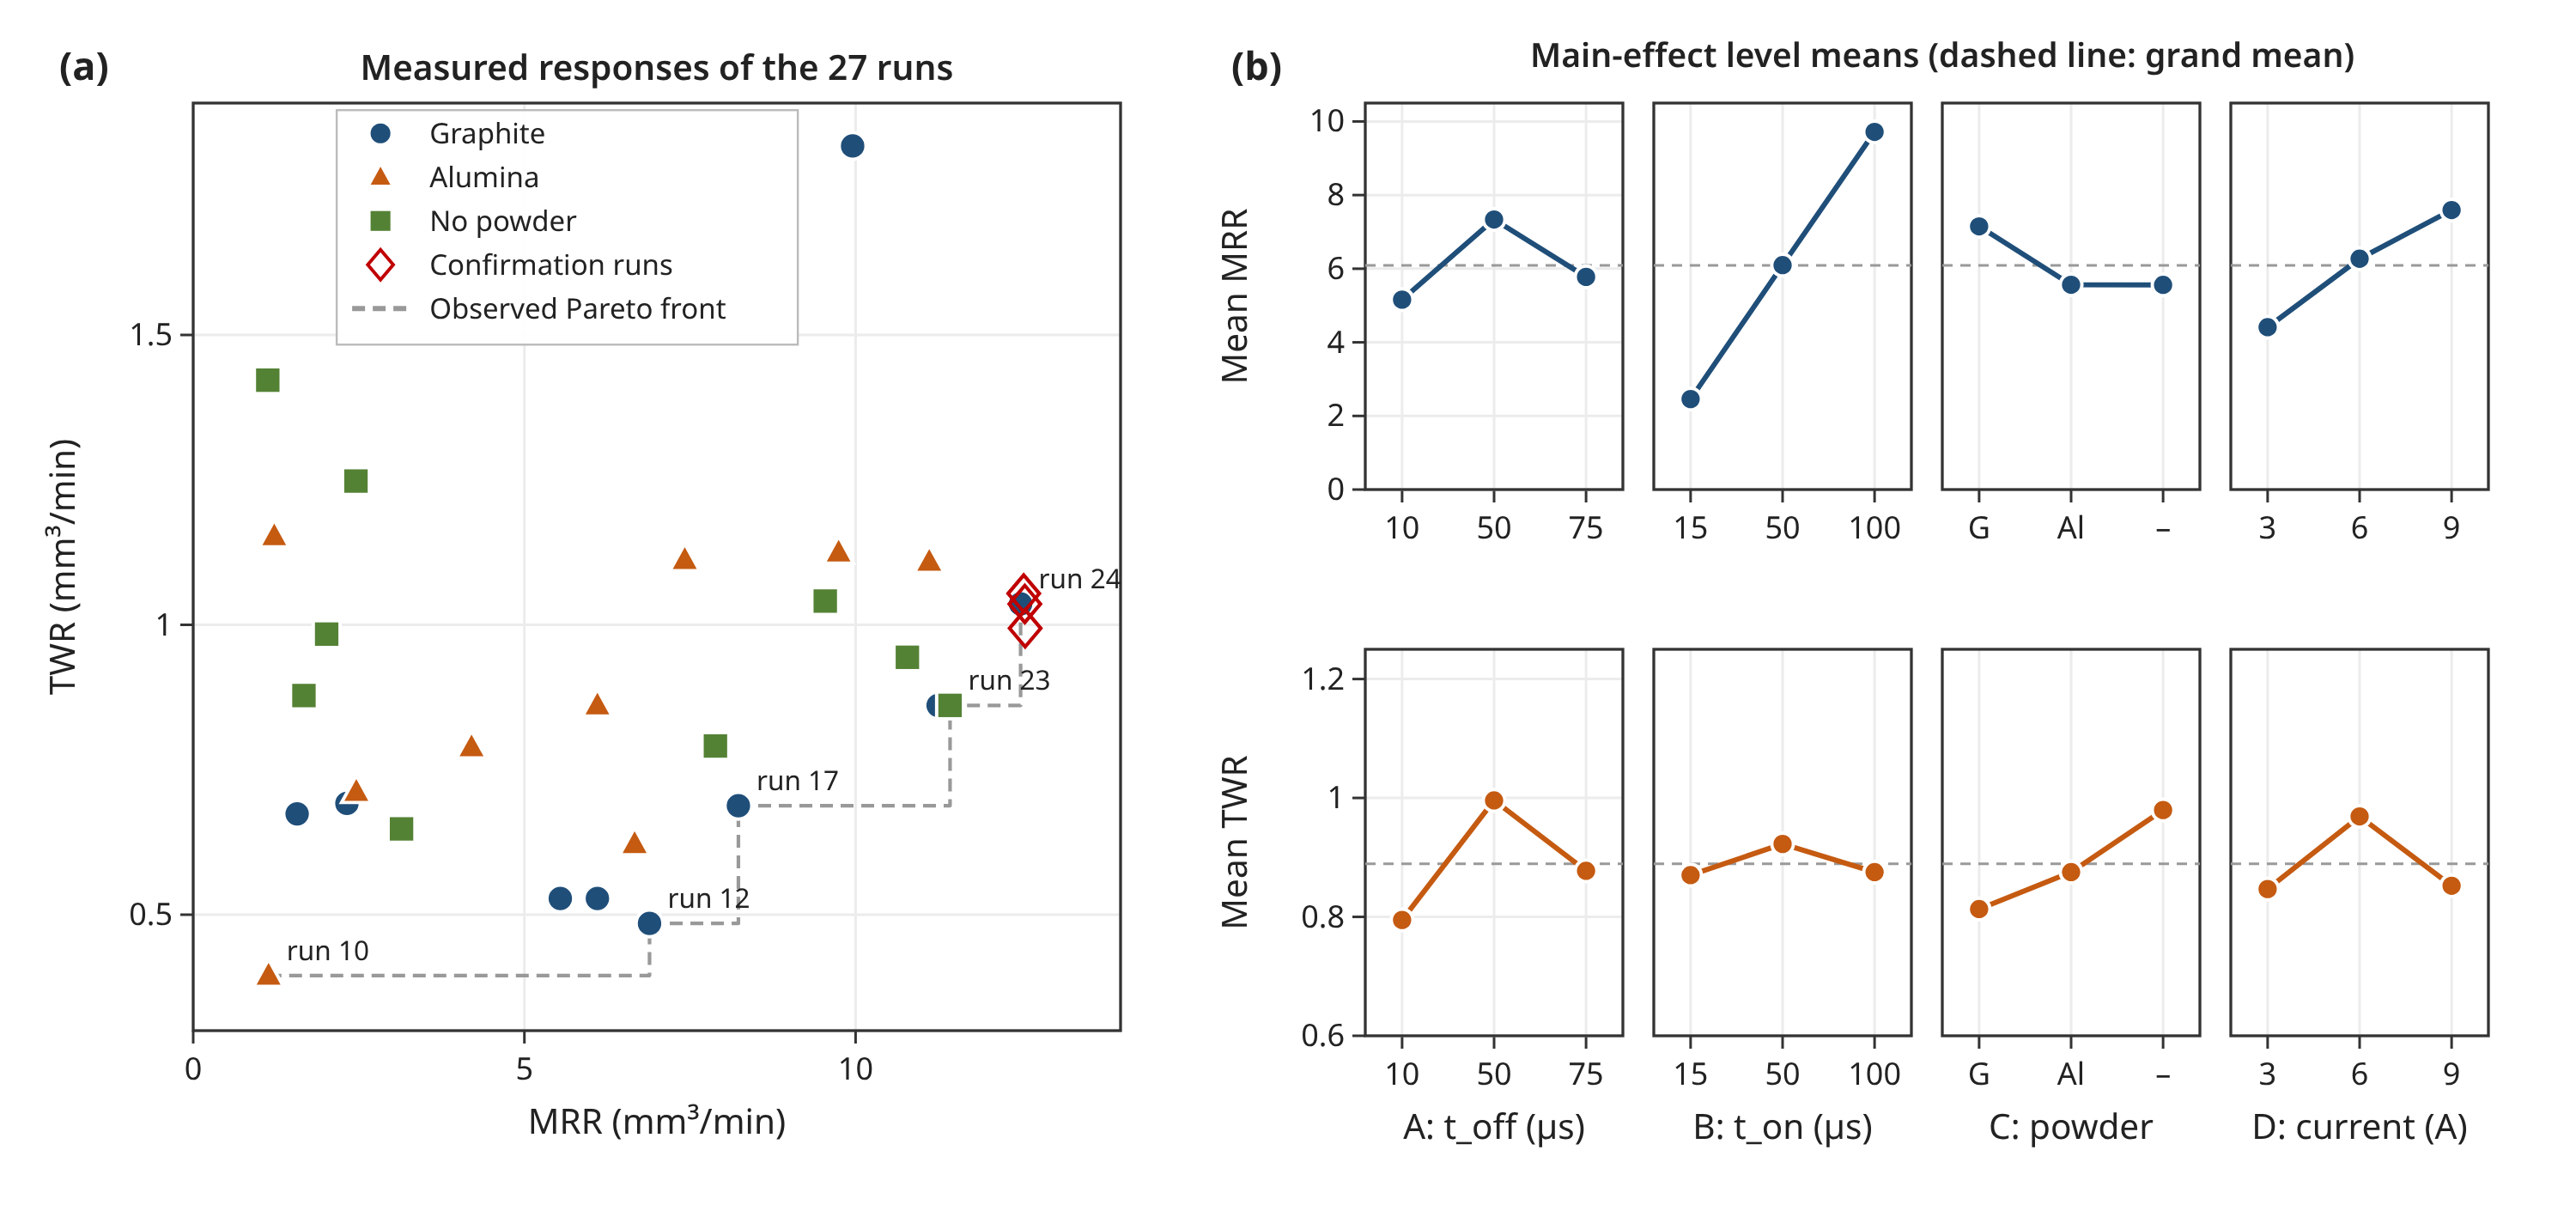 (a)
Measured responses of the 27 runs
Graphite
Alumina
No powder
Confirmation runs
Observed Pareto front
1.5
1
0.5
TWR (mm³/min)
run 24
run 23
run 17
run 12
run 10
0 5 10
MRR (mm³/min)
(b)
Main-effect level means (dashed line: grand mean)
10
8
6
4
2
0
Mean MRR
10 50 75 15 50 100 G Al – 3 6 9
1.2
1
0.8
0.6
Mean TWR
10 50 75 15 50 100 G Al – 3 6 9
A: t_off (μs) B: t_on (μs) C: powder D: current (A)